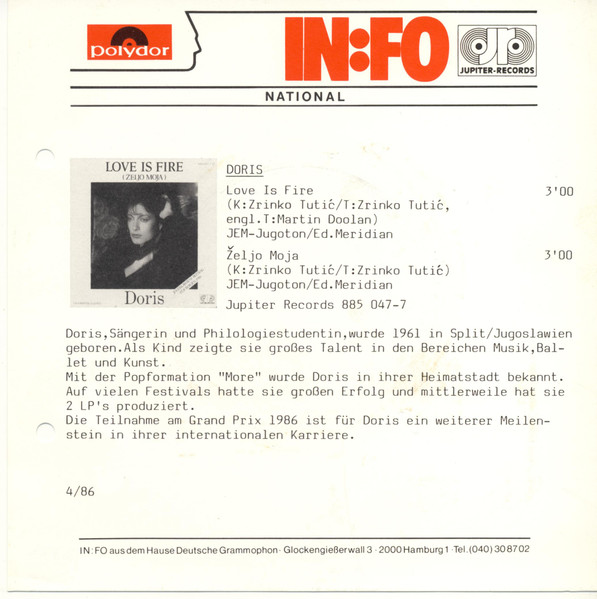 polydor
IN:FO
JUPITER-RECORDS
NATIONAL
LOVE IS FIRE
(ŽELJO MOJA)
Doris
DORIS
Love Is Fire 3'00
(K:Zrinko Tutić/T:Zrinko Tutić,
engl.T:Martin Doolan)
JEM-Jugoton/Ed.Meridian
Željo Moja 3'00
(K:Zrinko Tutić/T:Zrinko Tutić)
JEM-Jugoton/Ed.Meridian
Jupiter Records 885 047-7
Doris,Sängerin und Philologiestudentin,wurde 1961 in Split/Jugoslawien
geboren.Als Kind zeigte sie großes Talent in den Bereichen Musik,Bal-
let und Kunst.
Mit der Popformation "More" wurde Doris in ihrer Heimatstadt bekannt.
Auf vielen Festivals hatte sie großen Erfolg und mittlerweile hat sie
2 LP's produziert.
Die Teilnahme am Grand Prix 1986 ist für Doris ein weiterer Meilen-
stein in ihrer internationalen Karriere.
4/86
IN:FO aus dem Hause Deutsche Grammophon · Glockengießerwall 3 · 2000 Hamburg 1 · Tel. (040) 30 87 02